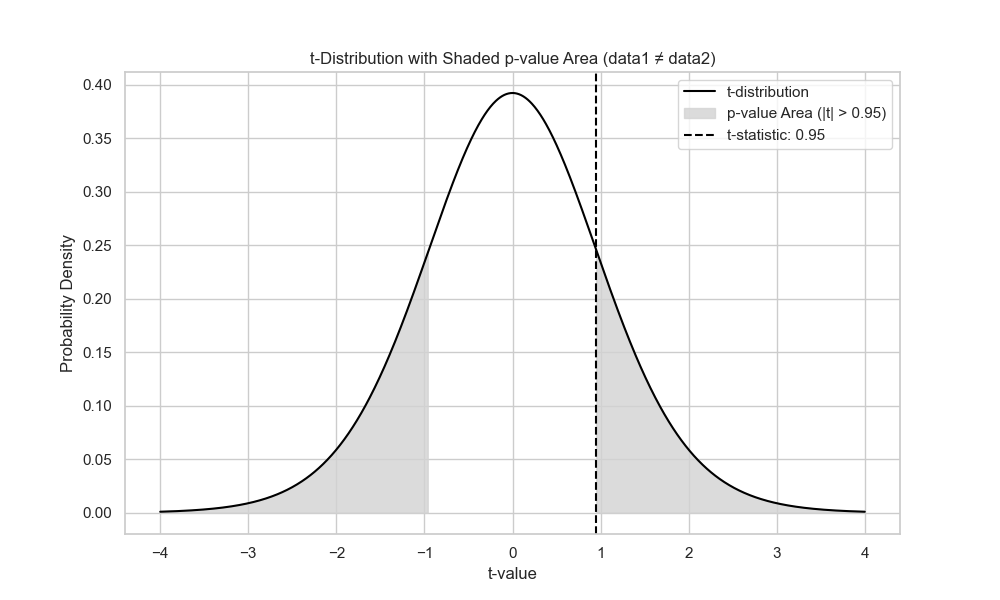 t-Distribution with Shaded p-value Area (data1 ≠ data2)
t-distribution
p-value Area (|t| > 0.95)
t-statistic: 0.95
Probability Density
0.40
0.35
0.30
0.25
0.20
0.15
0.10
0.05
0.00
−4 −3 −2 −1 0 1 2 3 4
t-value